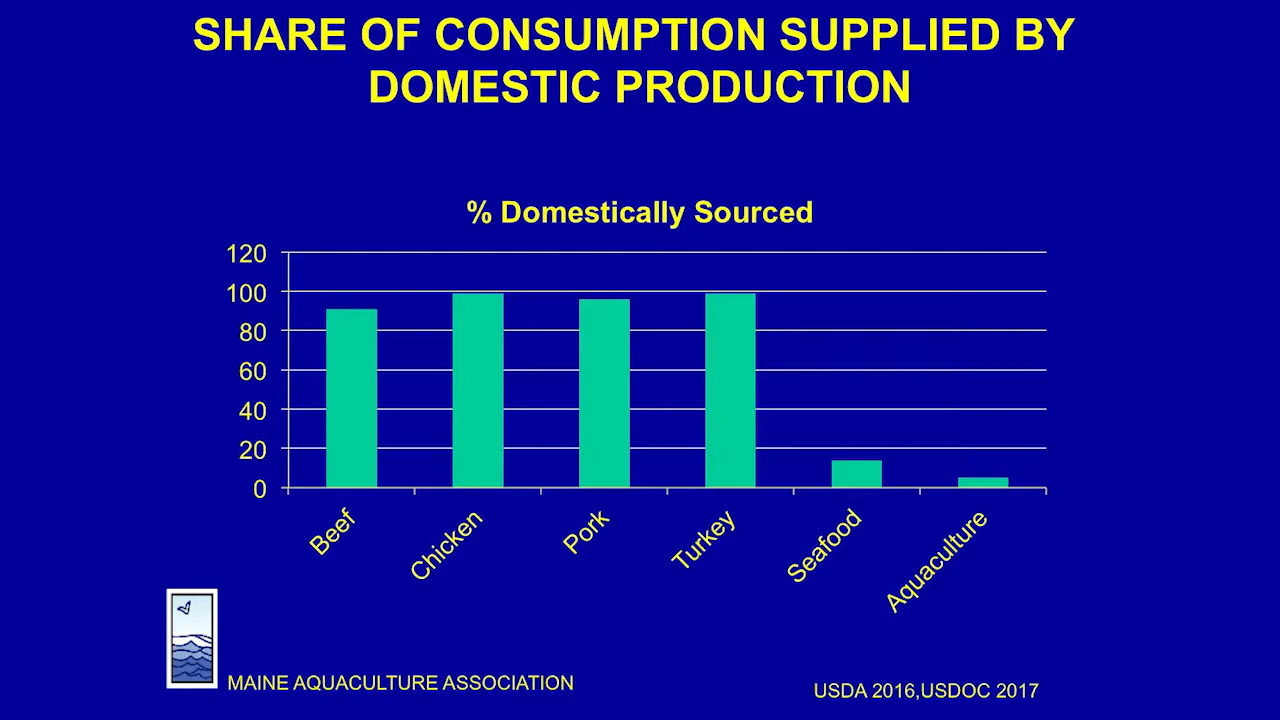 SHARE OF CONSUMPTION SUPPLIED BY
DOMESTIC PRODUCTION
% Domestically Sourced
120
100
80
60
40
20
0
Beef
Chicken
Pork
Turkey
Seafood
Aquaculture
MAINE AQUACULTURE ASSOCIATION
USDA 2016,USDOC 2017